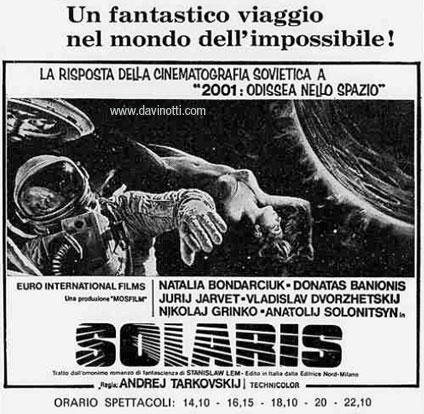 Un fantastico viaggio
nel mondo dell'impossibile!
LA RISPOSTA DELLA CINEMATOGRAFIA SOVIETICA A
"2001: ODISSEA NELLO SPAZIO"
www.davinotti.com
EURO INTERNATIONAL FILMS
Una produzione "MOSFILM"
NATALIA BONDARCIUK • DONATAS BANIONIS
JURIJ JARVET • VLADISLAV DVORZHETSKIJ
NIKOLAJ GRINKO • ANATOLIJ SOLONITSYN in
SOLARIS
Tratto dall'omonimo romanzo di fantascienza di STANISLAW LEM - Edito in Italia dalla Editrice Nord-Milano
Regia: ANDREJ TARKOVSKIJ | TECHNICOLOR
ORARIO SPETTACOLI: 14,10 - 16,15 - 18,10 - 20 - 22,10